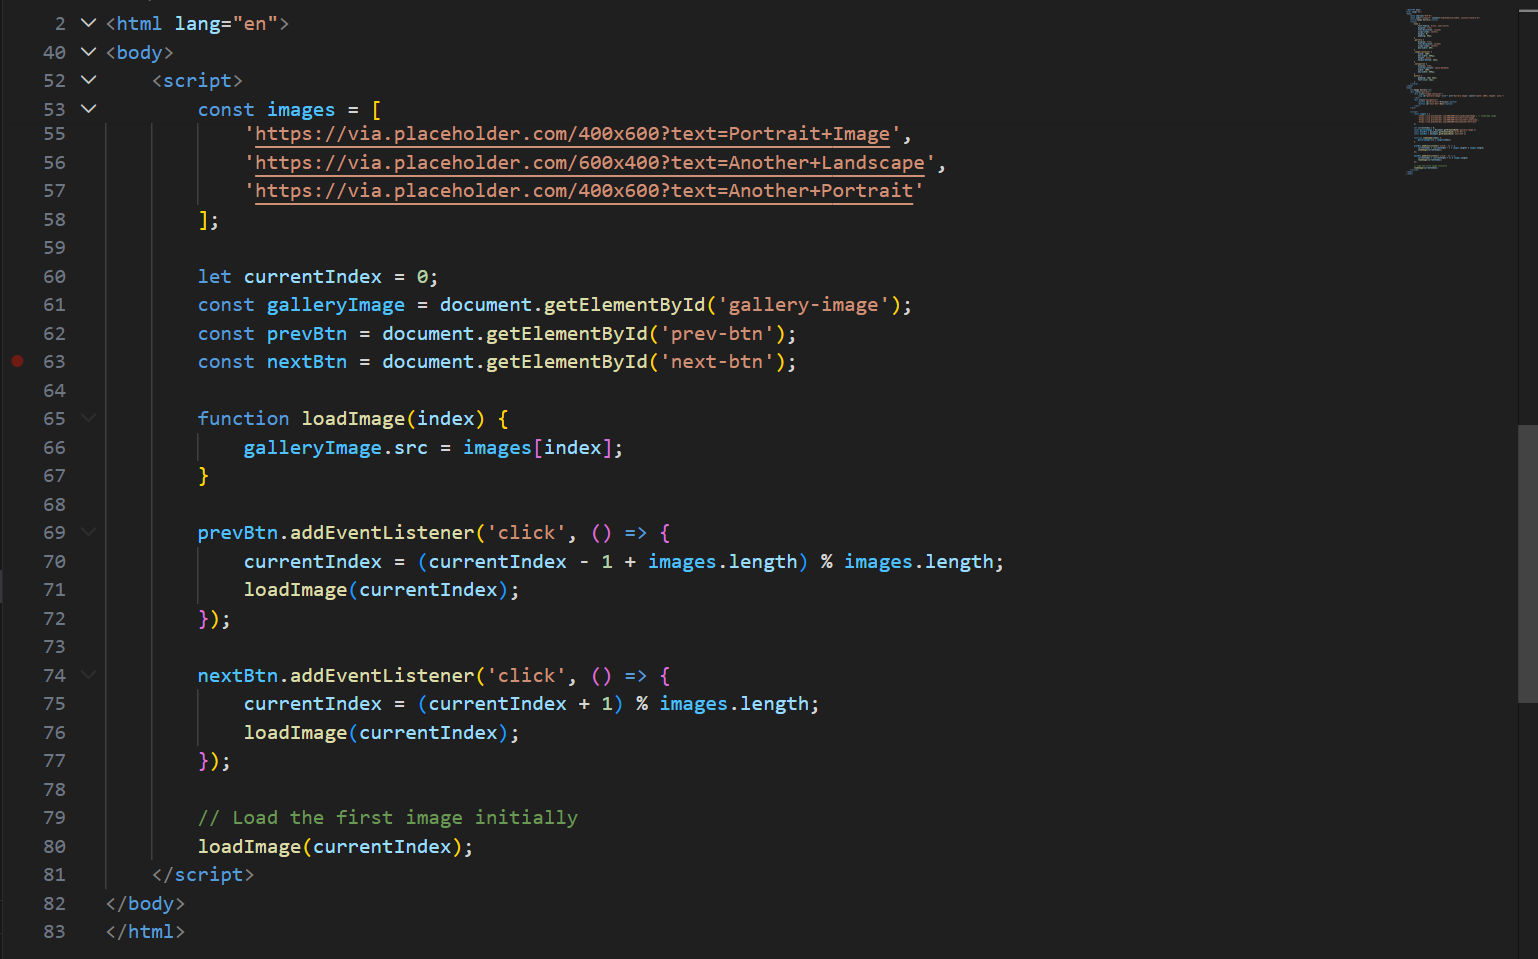 2 <html lang="en">
40 <body>
52 <script>
53 const images = [
55 'https://via.placeholder.com/400x600?text=Portrait+Image',
56 'https://via.placeholder.com/600x400?text=Another+Landscape',
57 'https://via.placeholder.com/400x600?text=Another+Portrait'
58 ];
59
60 let currentIndex = 0;
61 const galleryImage = document.getElementById('gallery-image');
62 const prevBtn = document.getElementById('prev-btn');
63 const nextBtn = document.getElementById('next-btn');
64
65 function loadImage(index) {
66 galleryImage.src = images[index];
67 }
68
69 prevBtn.addEventListener('click', () => {
70 currentIndex = (currentIndex - 1 + images.length) % images.length;
71 loadImage(currentIndex);
72 });
73
74 nextBtn.addEventListener('click', () => {
75 currentIndex = (currentIndex + 1) % images.length;
76 loadImage(currentIndex);
77 });
78
79 // Load the first image initially
80 loadImage(currentIndex);
81 </script>
82 </body>
83 </html>